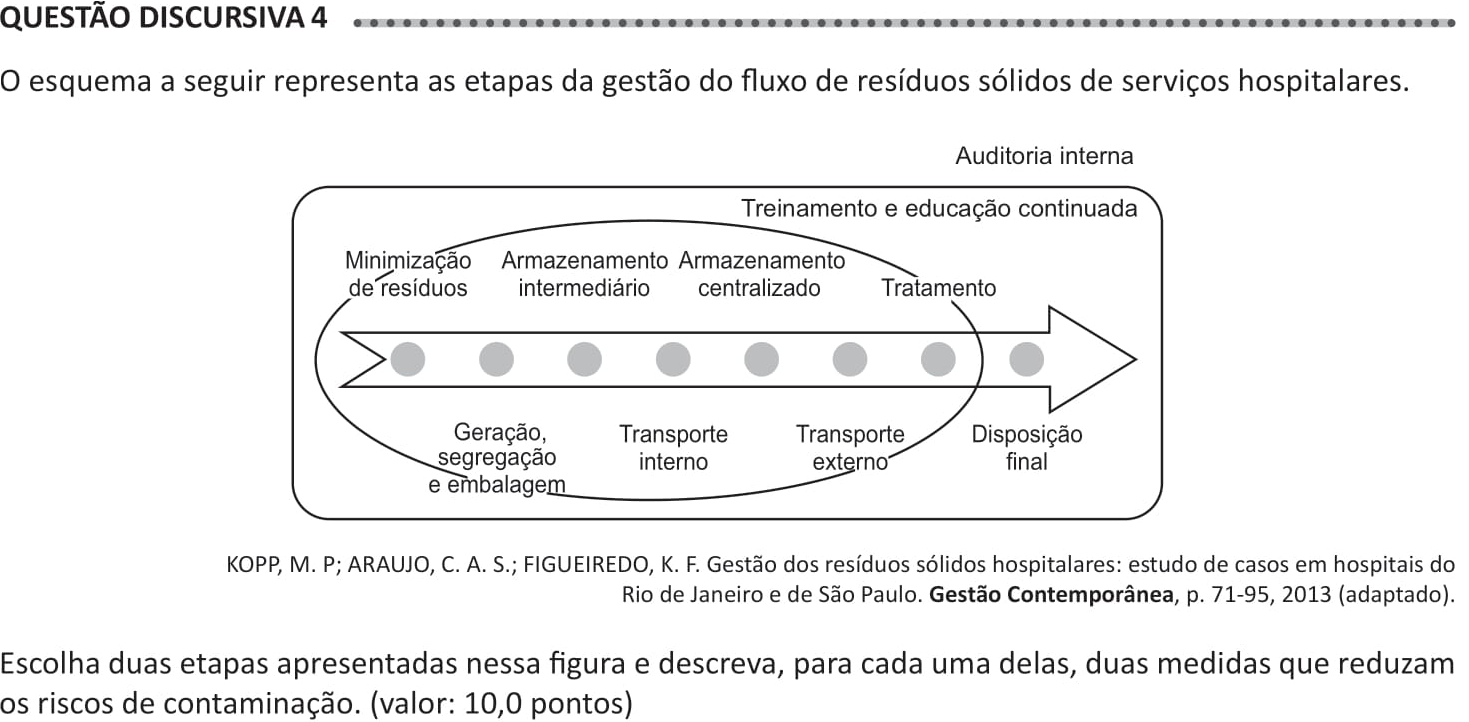 QUESTÃO DISCURSIVA 4
O esquema a seguir representa as etapas da gestão do fluxo de resíduos sólidos de serviços hospitalares.
Auditoria interna
Treinamento e educação continuada
Minimização
de resíduos
Armazenamento
intermediário
Armazenamento
centralizado
Tratamento
Geração,
segregação
e embalagem
Transporte
interno
Transporte
externo
Disposição
final
KOPP, M. P; ARAUJO, C. A. S.; FIGUEIREDO, K. F. Gestão dos resíduos sólidos hospitalares: estudo de casos em hospitais do
Rio de Janeiro e de São Paulo. Gestão Contemporânea, p. 71-95, 2013 (adaptado).
Escolha duas etapas apresentadas nessa figura e descreva, para cada uma delas, duas medidas que reduzam
os riscos de contaminação. (valor: 10,0 pontos)